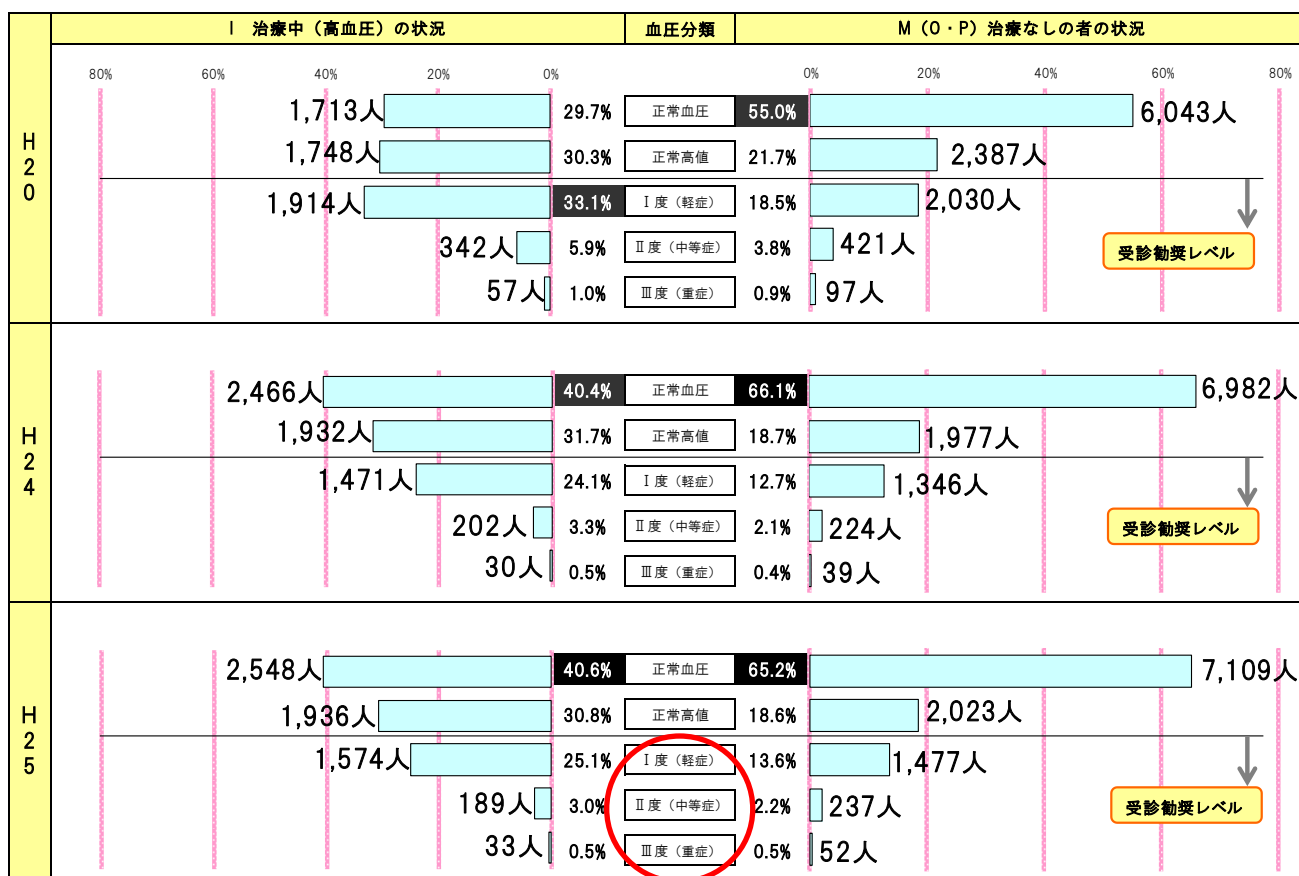 I 治療中（高血圧）の状況 血圧分類 M（O・P）治療なしの者の状況
H20
80% 60% 40% 20% 0% 0% 20% 40% 60% 80%
1,713人 29.7% 正常血圧 55.0% 6,043人
1,748人 30.3% 正常高値 21.7% 2,387人
1,914人 33.1% Ⅰ度（軽症） 18.5% 2,030人
342人 5.9% Ⅱ度（中等症） 3.8% 421人
受診勧奨レベル
57人 1.0% Ⅲ度（重症） 0.9% 97人
H24
2,466人 40.4% 正常血圧 66.1% 6,982人
1,932人 31.7% 正常高値 18.7% 1,977人
1,471人 24.1% Ⅰ度（軽症） 12.7% 1,346人
202人 3.3% Ⅱ度（中等症） 2.1% 224人
受診勧奨レベル
30人 0.5% Ⅲ度（重症） 0.4% 39人
H25
2,548人 40.6% 正常血圧 65.2% 7,109人
1,936人 30.8% 正常高値 18.6% 2,023人
1,574人 25.1% Ⅰ度（軽症） 13.6% 1,477人
189人 3.0% Ⅱ度（中等症） 2.2% 237人
受診勧奨レベル
33人 0.5% Ⅲ度（重症） 0.5% 52人